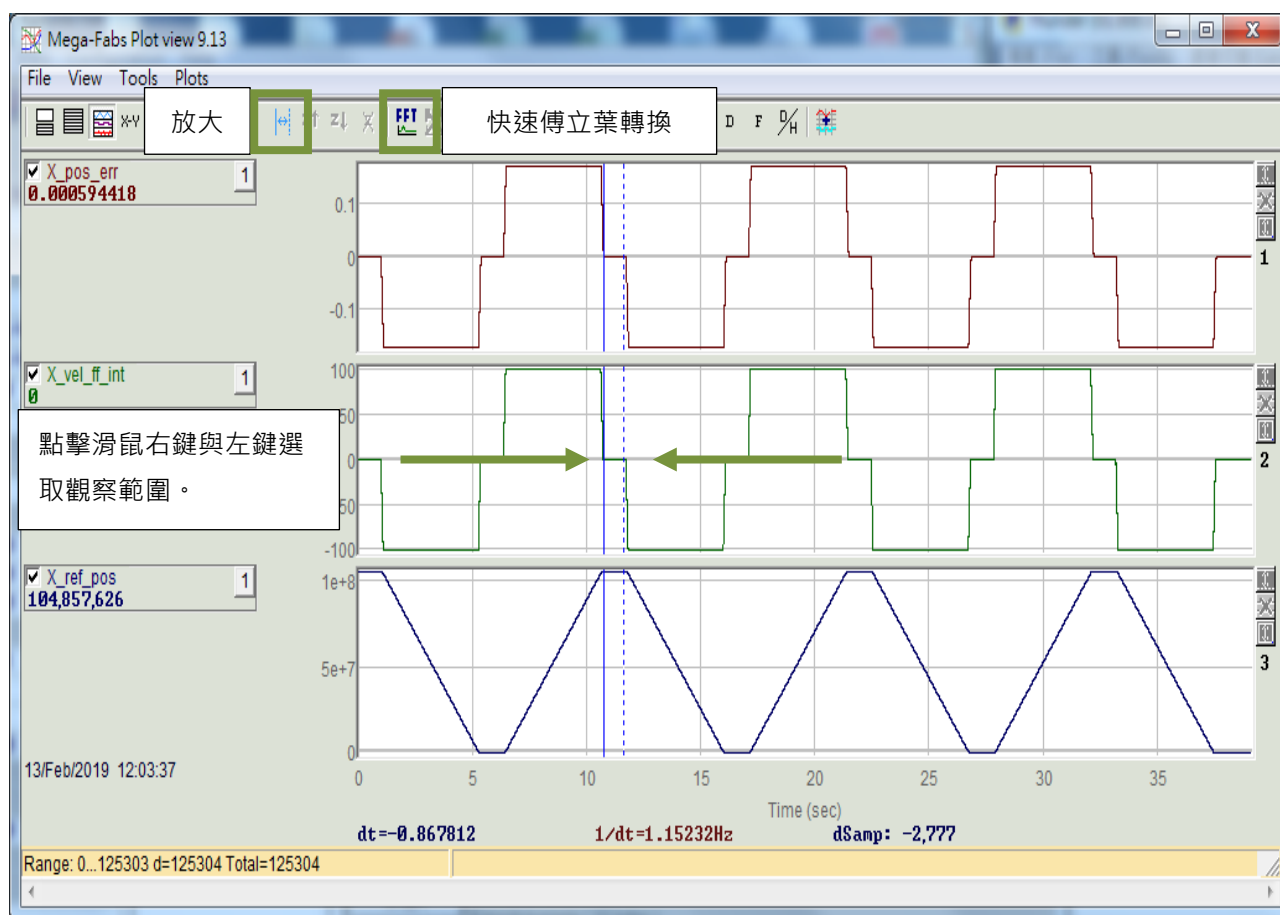 Mega-Fabs Plot view 9.13
File View Tools Plots
X-Y
放大
Z↓
FFT
快速傅立葉轉換
D F D/H
X_pos_err 1
0.000594418
0.1
0
-0.1
1
X_vel_ff_int 1
0
100
50
0
50
-100
2
點擊滑鼠右鍵與左鍵選
取觀察範圍。
X_ref_pos 1
104,857,626
1e+8
5e+7
0
3
13/Feb/2019 12:03:37
0 5 10 15 20 25 30 35
Time (sec)
dt=-0.867812 1/dt=1.15232Hz dSamp: -2,777
Range: 0...125303 d=125304 Total=125304